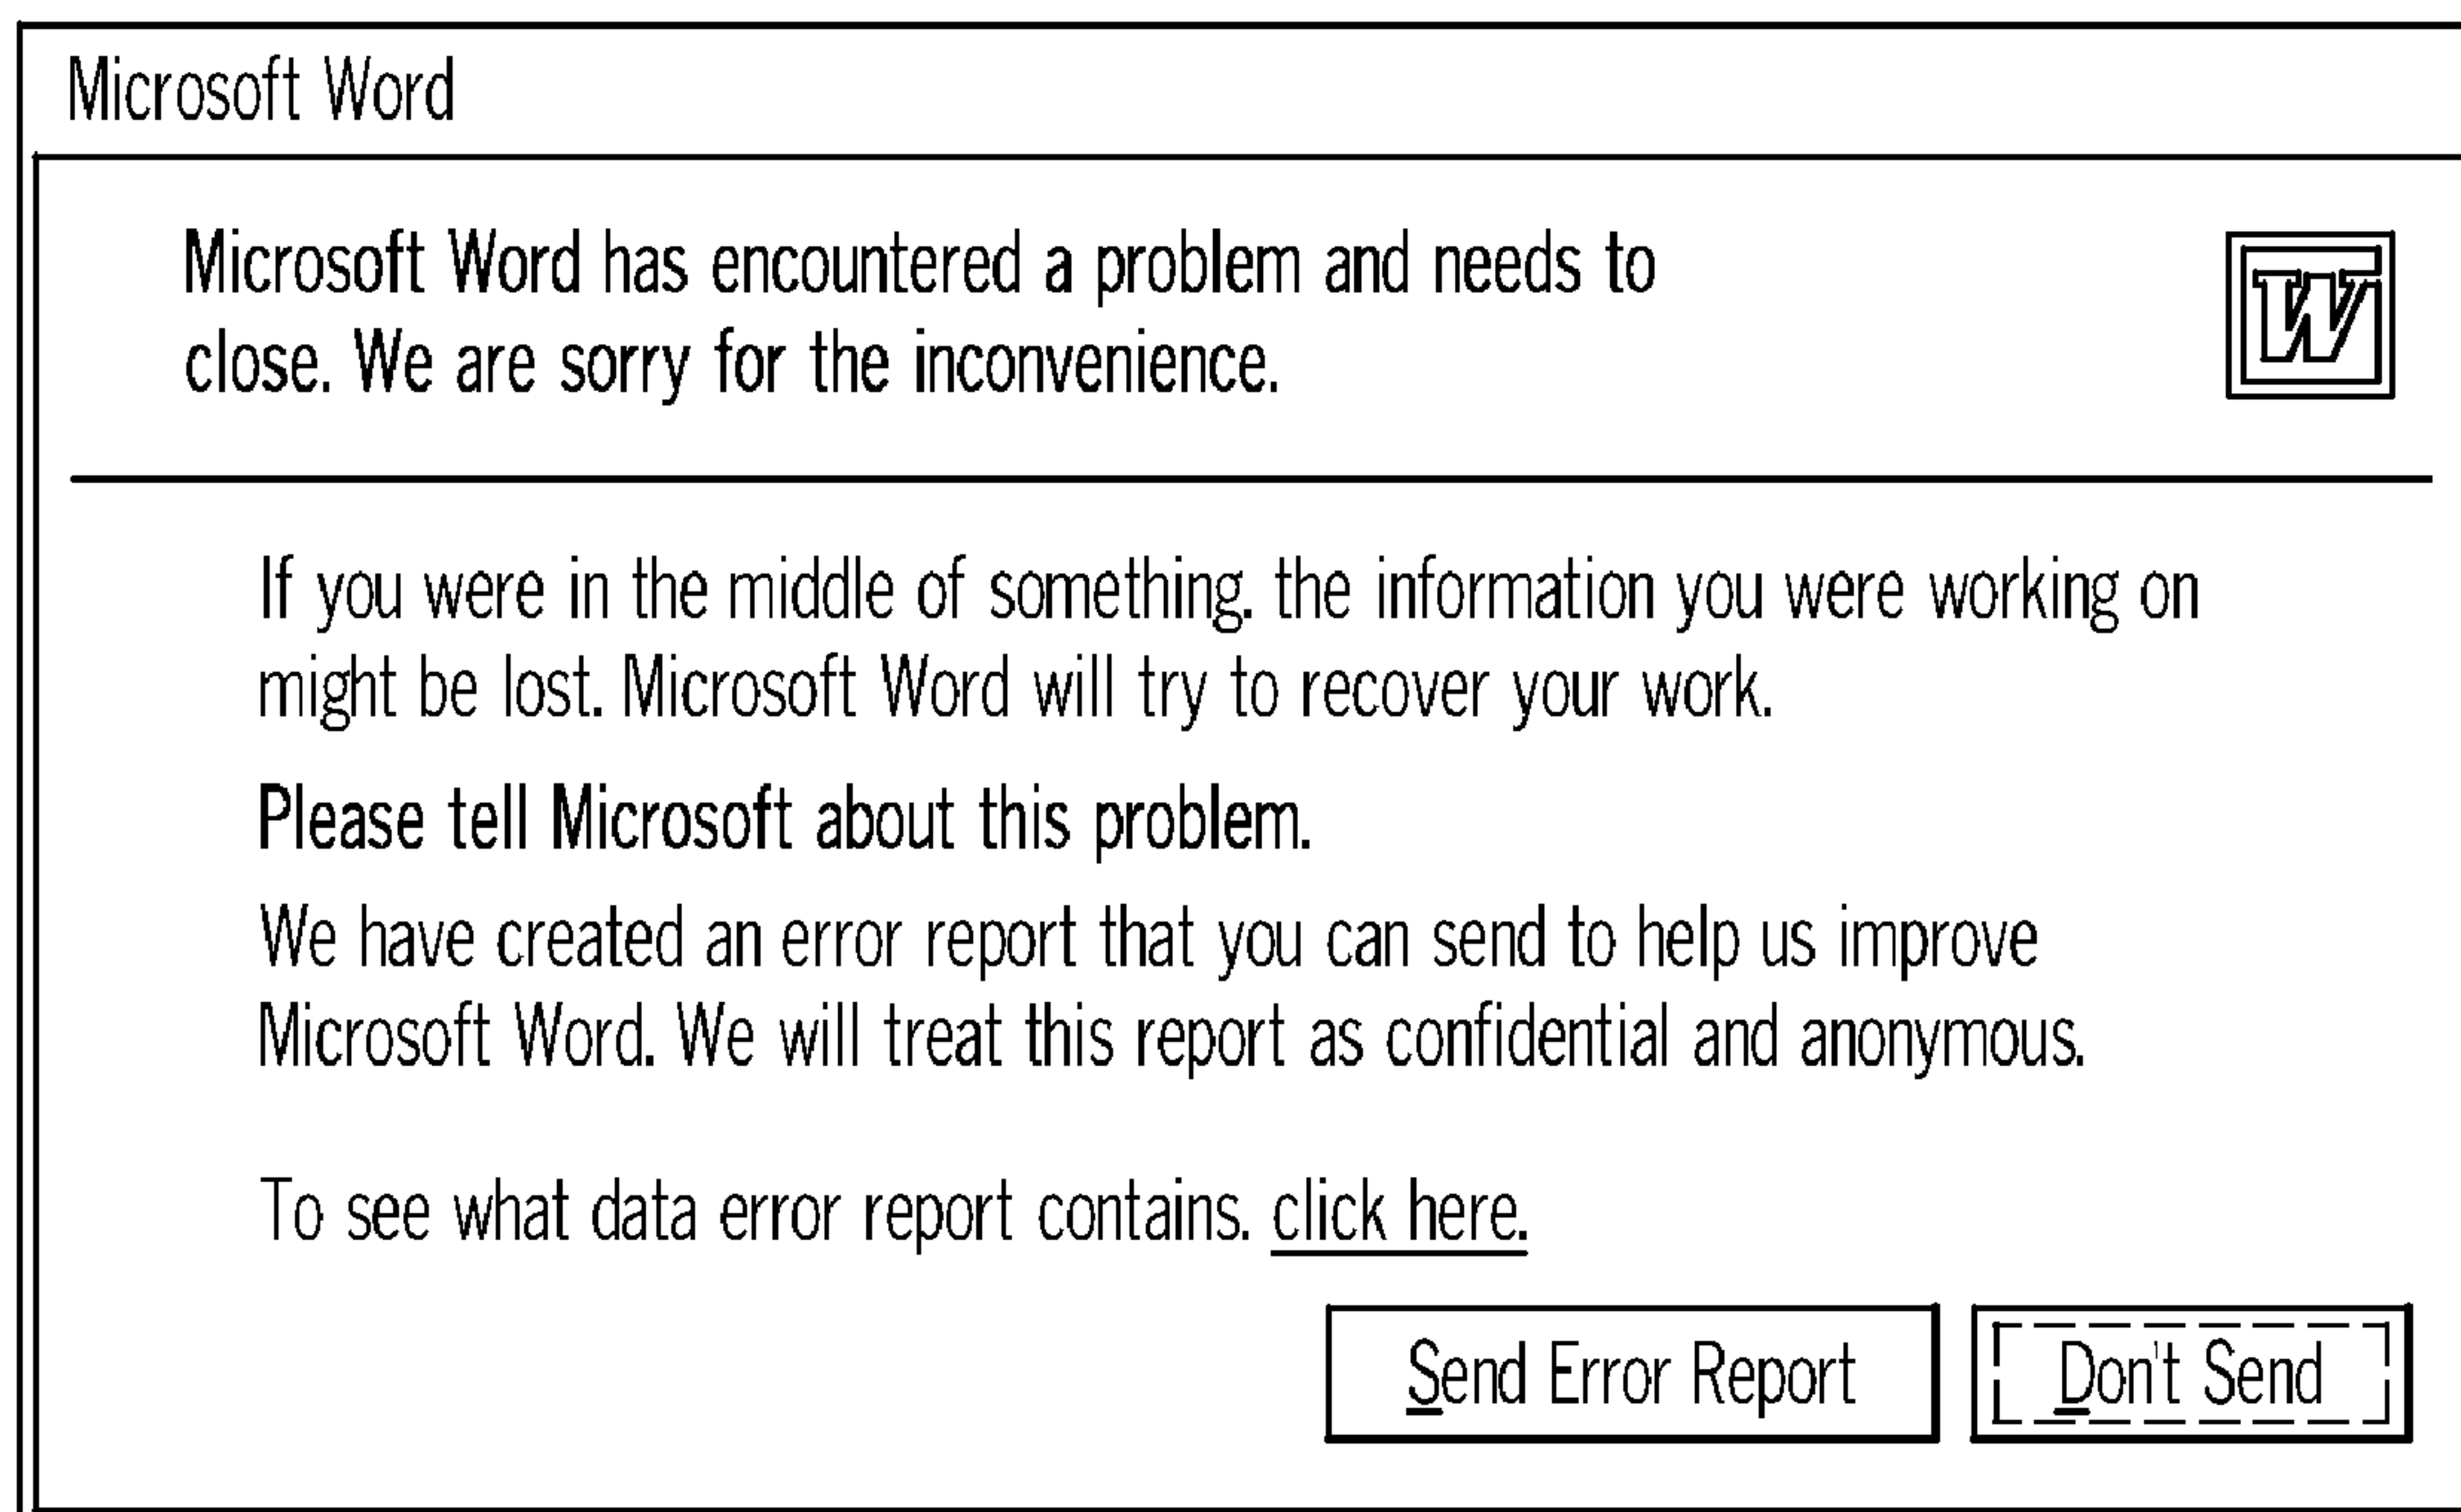 Microsoft Word
Microsoft Word has encountered a problem and needs to
close. We are sorry for the inconvenience.
W
If you were in the middle of something. the information you were working on
might be lost. Microsoft Word will try to recover your work.
Please tell Microsoft about this problem.
We have created an error report that you can send to help us improve
Microsoft Word. We will treat this report as confidential and anonymous.
To see what data error report contains. click here.
Send Error Report
Don't Send